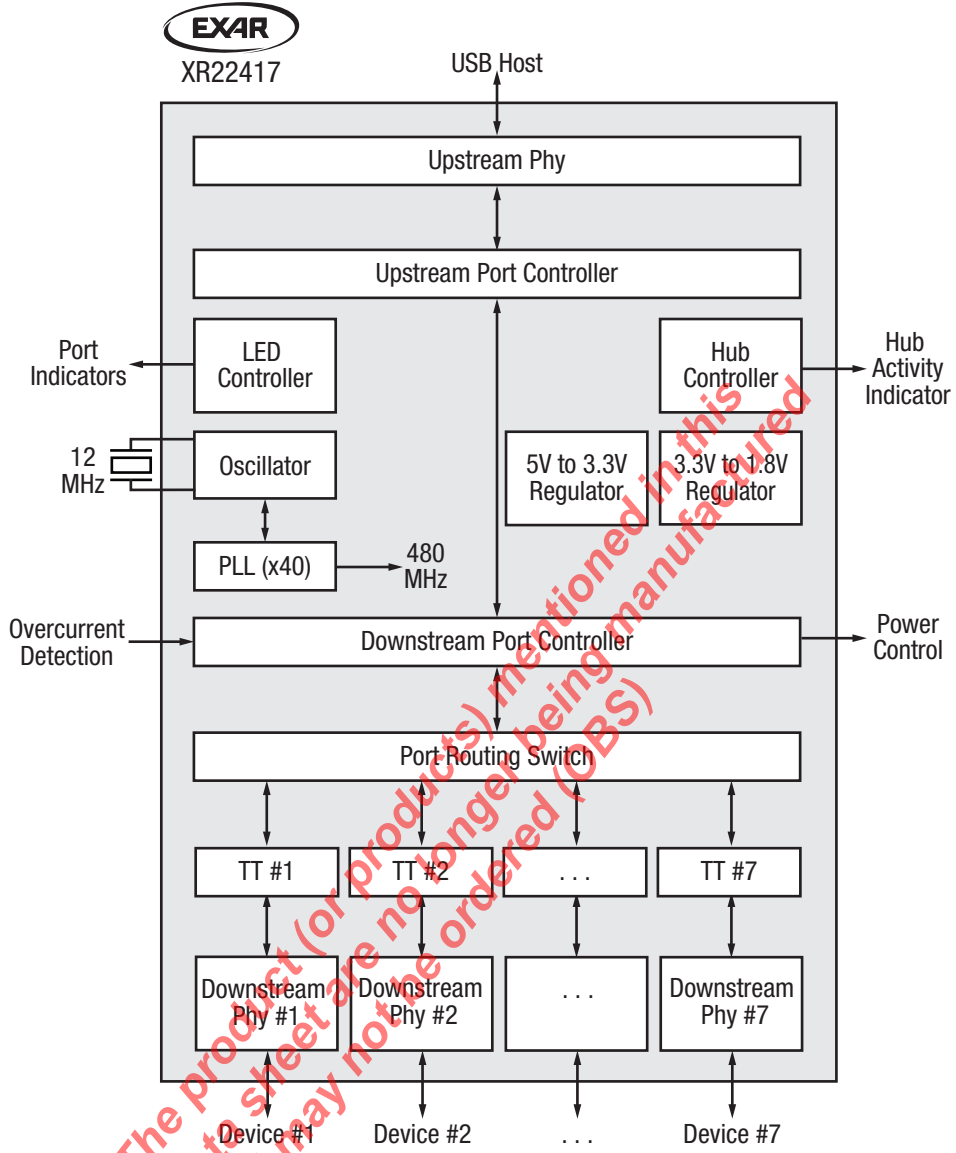 EXAR
XR22417
USB Host
Upstream Phy
Upstream Port Controller
Port
Indicators
LED
Controller
Hub
Controller
Hub
Activity
Indicator
12
MHz
Oscillator
5V to 3.3V
Regulator
3.3V to 1.8V
Regulator
PLL (x40)
480
MHz
Overcurrent
Detection
Downstream Port Controller
Power
Control
Port Routing Switch
TT #1
TT #2
. . .
TT #7
Downstream
Phy #1
Downstream
Phy #2
. . .
Downstream
Phy #7
Device #1
Device #2
. . .
Device #7
The product (or products) mentioned in this
ta sheet are no longer being manufactured
may not be ordered (OBS)